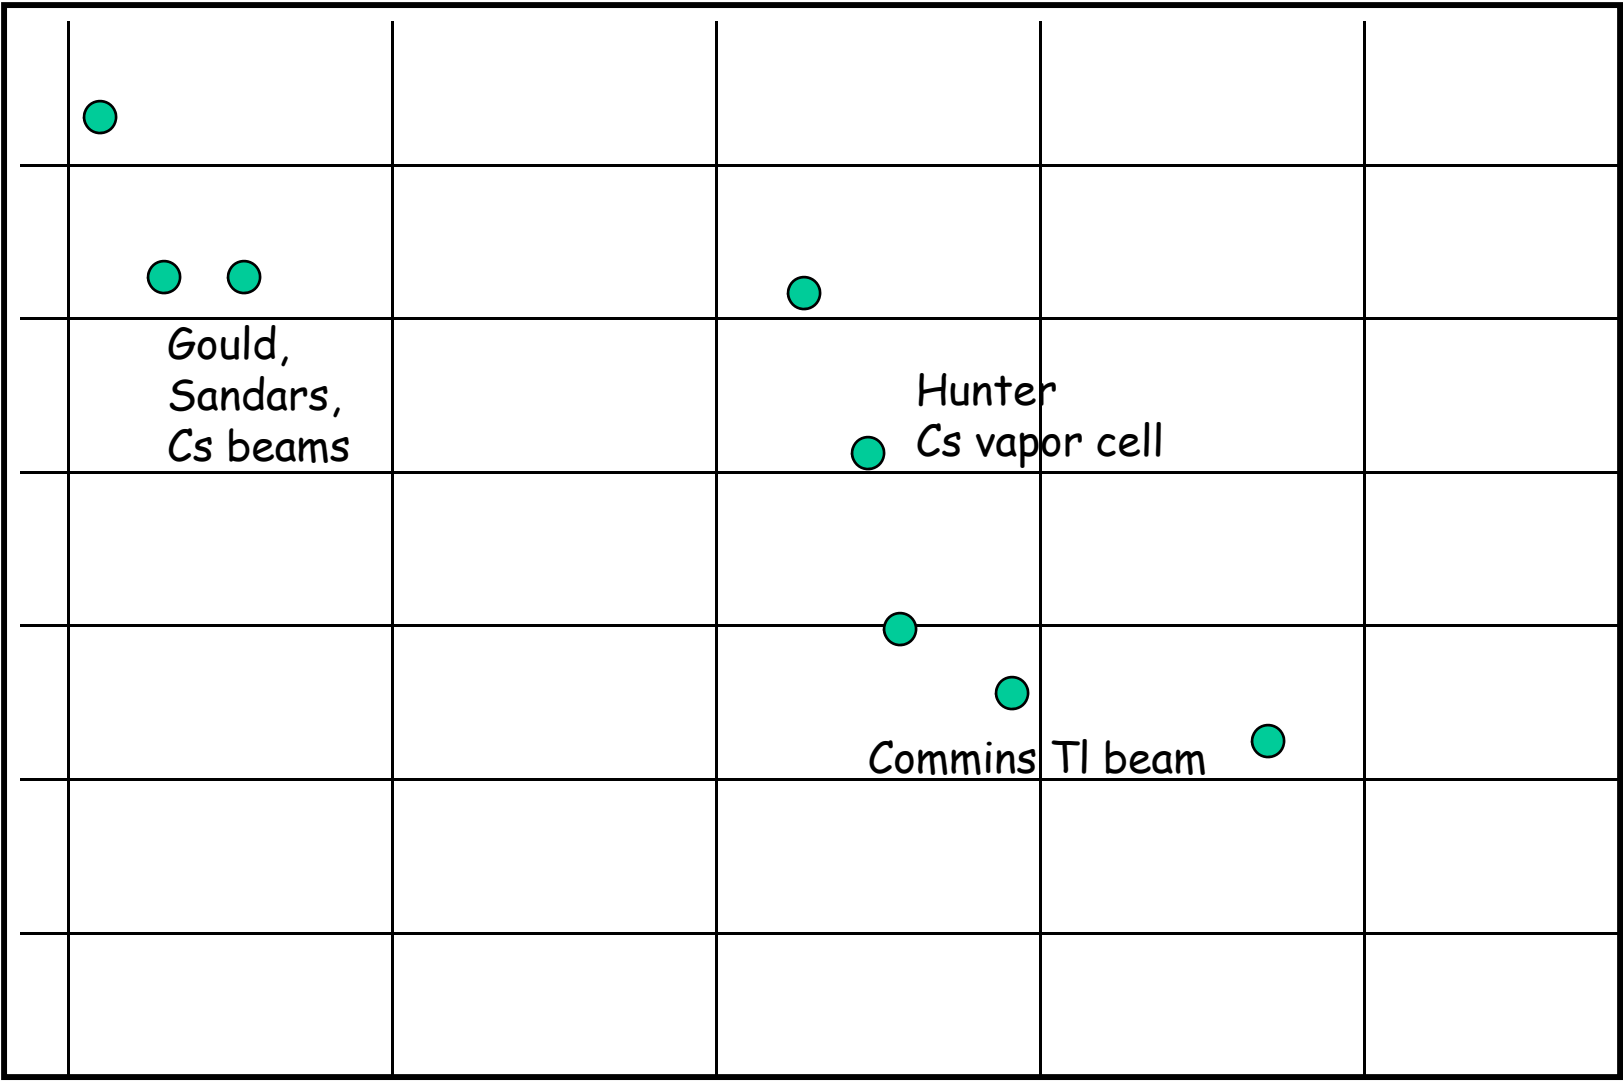 Gould,
Sandars,
Cs beams
Hunter
Cs vapor cell
Commins Tl beam